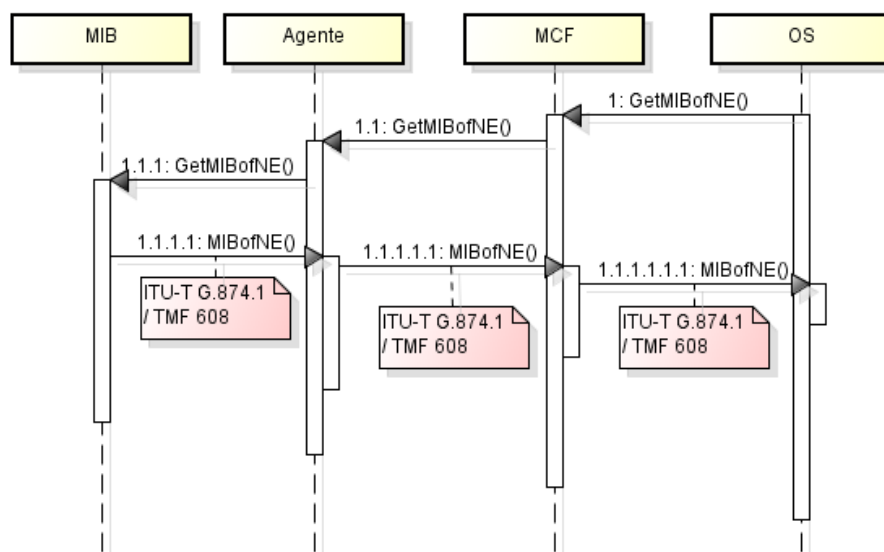 MIB
Agente
MCF
OS
1: GetMIBofNE()
1.1: GetMIBofNE()
1.1.1: GetMIBofNE()
1.1.1.1: MIBofNE()
1.1.1.1.1: MIBofNE()
1.1.1.1.1.1: MIBofNE()
ITU-T G.874.1
/ TMF 608
ITU-T G.874.1
/ TMF 608
ITU-T G.874.1
/ TMF 608